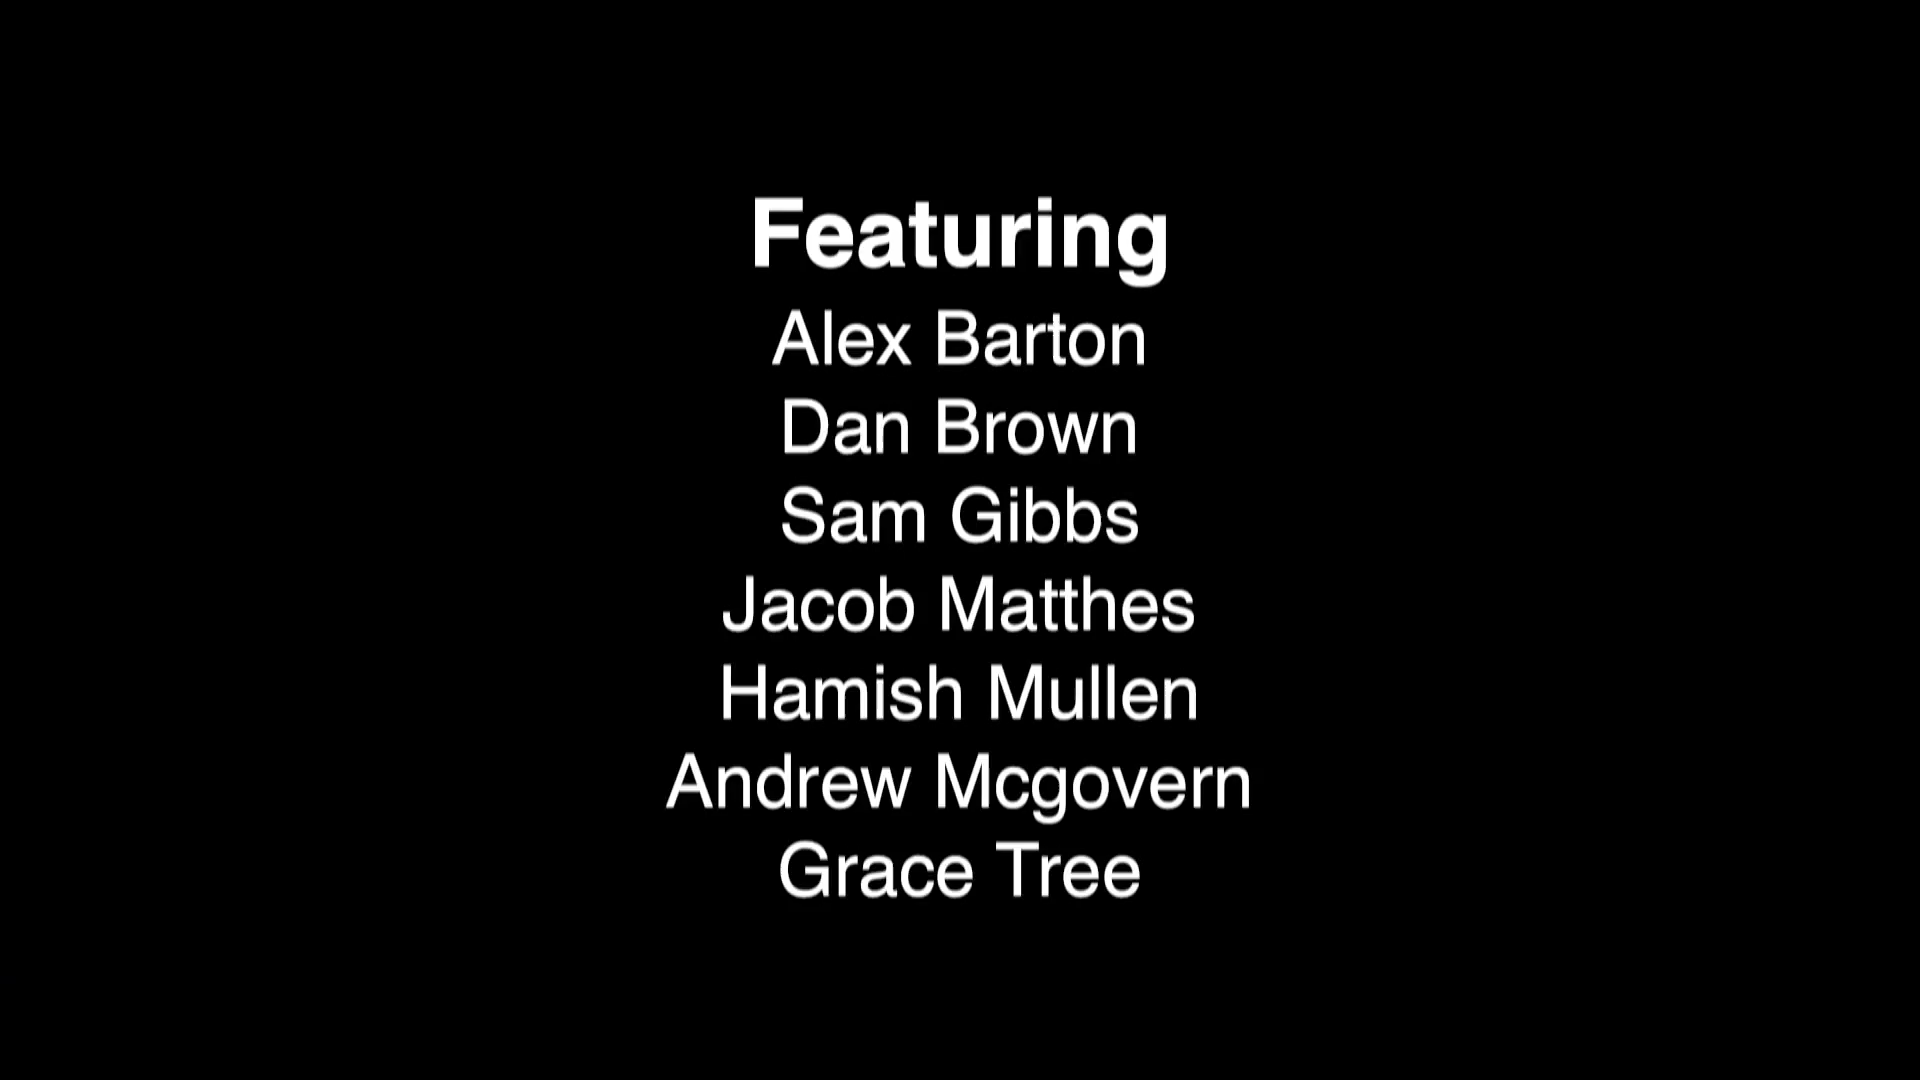 Featuring
Alex Barton
Dan Brown
Sam Gibbs
Jacob Matthes
Hamish Mullen
Andrew Mcgovern
Grace Tree